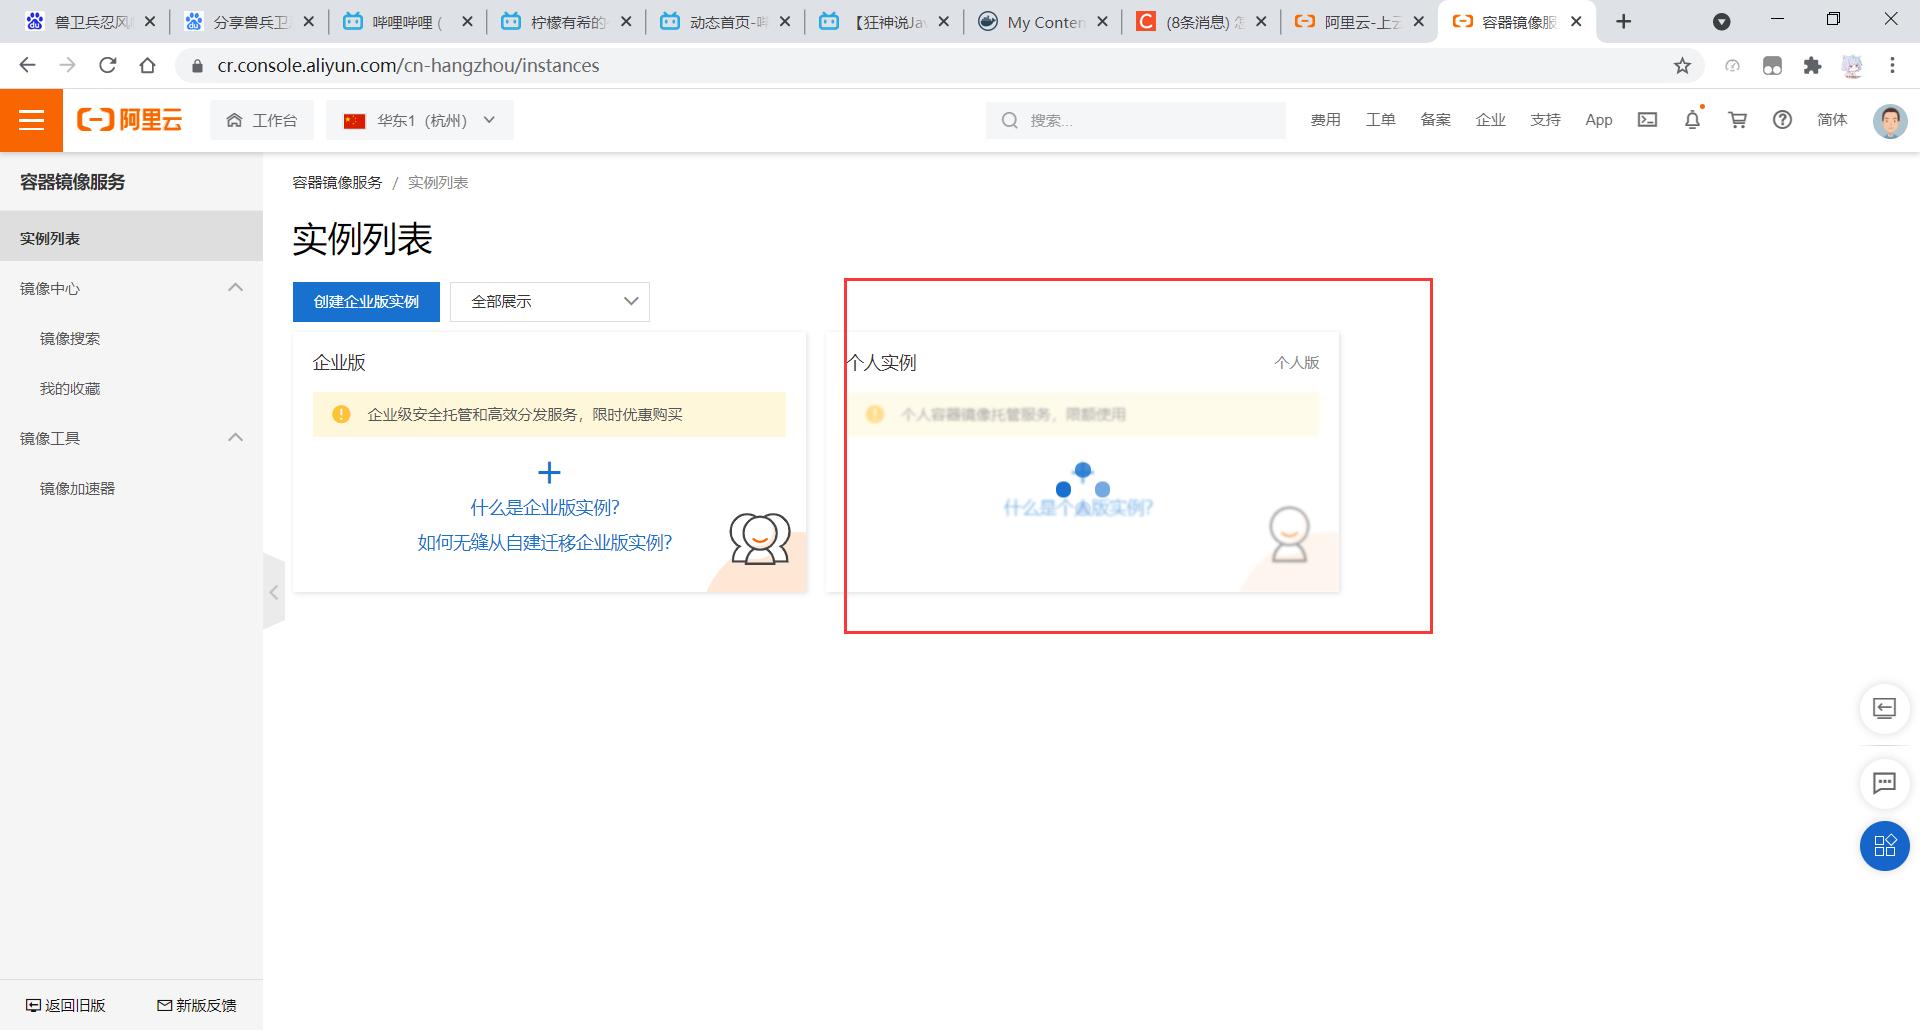 兽卫兵忍风
分享兽兵卫
哔哩哔哩 (
柠檬有希的
动态首页-哔
【狂神说Jav
My Conten
(8条消息) 怎
阿里云-上云
容器镜像服
cr.console.aliyun.com/cn-hangzhou/instances
阿里云
工作台
华东1（杭州）
搜索...
费用
工单
备案
企业
支持
App
简体
容器镜像服务
实例列表
镜像中心
镜像搜索
我的收藏
镜像工具
镜像加速器
返回旧版
新版反馈
容器镜像服务 / 实例列表
实例列表
创建企业版实例
全部展示
企业版
企业级安全托管和高效分发服务，限时优惠购买
什么是企业版实例？
如何无缝从自建迁移企业版实例？
个人实例
个人版
个人容器镜像托管服务，限额使用
什么是个人版实例？